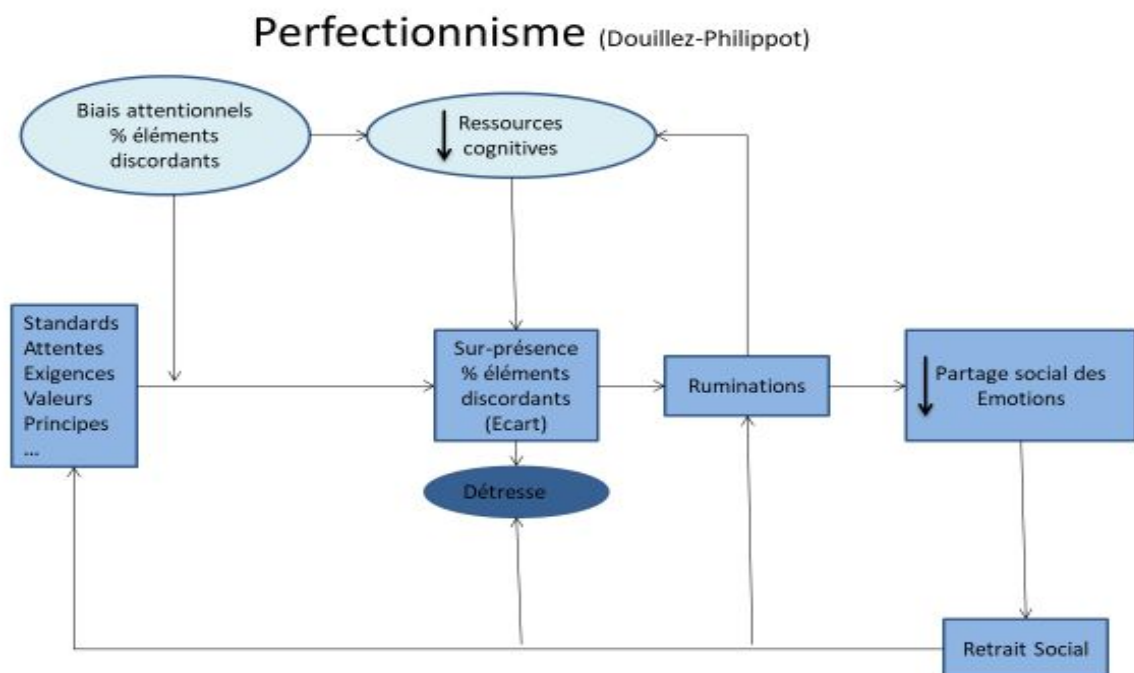 Perfectionnisme (Douillez-Philippot)
Biais attentionnels
% éléments
discordants
Ressources
cognitives
Standards
Attentes
Exigences
Valeurs
Principes
...
Sur-présence
% éléments
discordants
(Ecart)
Ruminations
Partage social des
Emotions
Détresse
Retrait Social